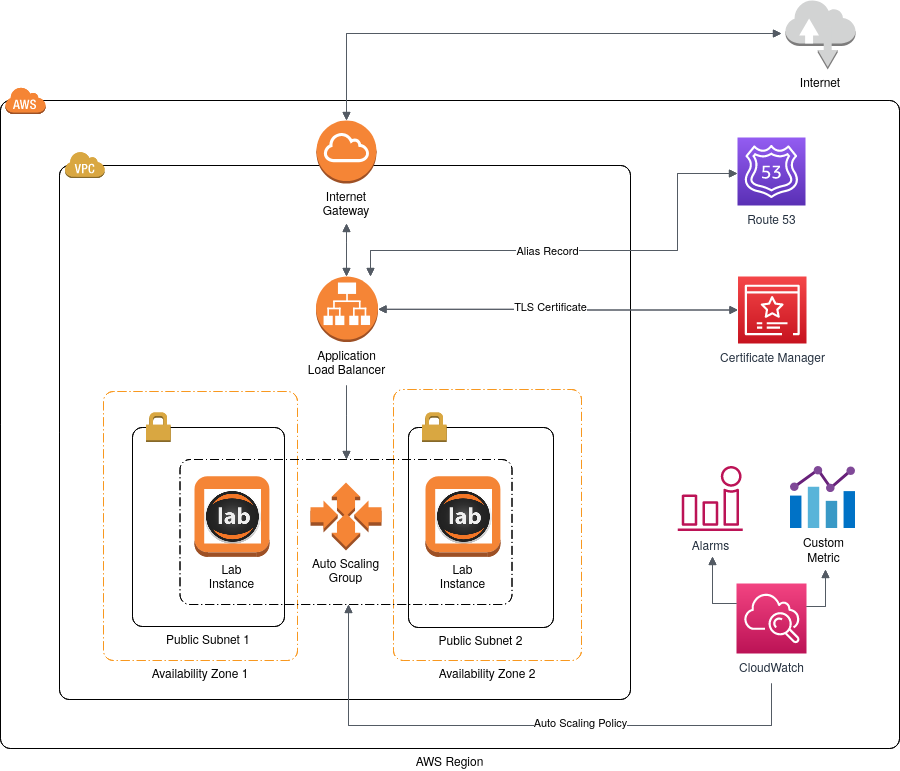 Internet
AWS
VPC
Internet
Gateway
53
Route 53
Alias Record
TLS Certificate
Application
Load Balancer
Certificate Manager
lab
Lab
Instance
Auto Scaling
Group
lab
Lab
Instance
Public Subnet 1
Public Subnet 2
Availability Zone 1
Availability Zone 2
Alarms
Custom
Metric
CloudWatch
Auto Scaling Policy
AWS Region